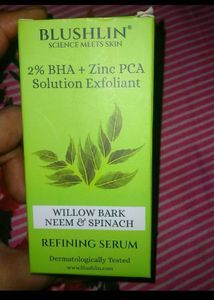 BLUSHLIN®
SCIENCE MEETS SKIN
2% BHA + Zinc PCA
Solution Exfoliant
WILLOW BARK
NEEM & SPINACH
REFINING SERUM
Dermatologically Tested
www.blushlin.com